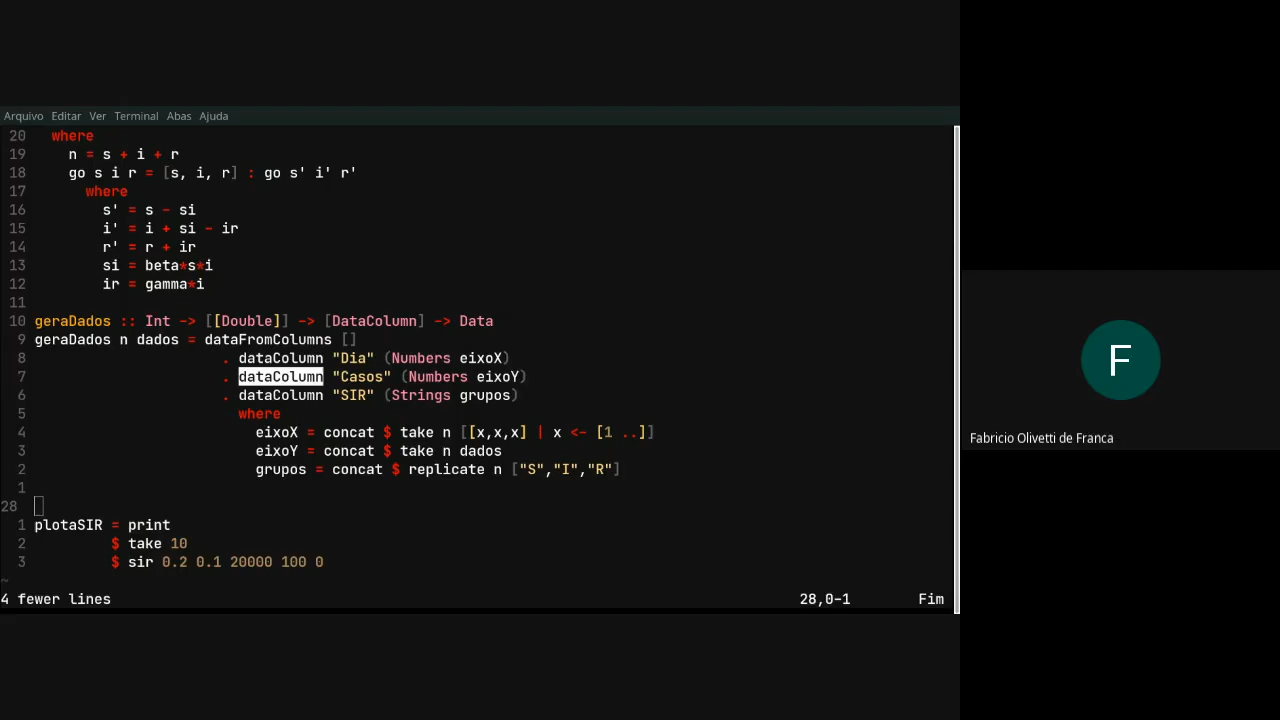 Arquivo Editar Ver Terminal Abas Ajuda
20 where
19 n = s + i + r
18 go s i r = [s, i, r] : go s' i' r'
17 where
16 s' = s - si
15 i' = i + si - ir
14 r' = r + ir
13 si = beta*s*i
12 ir = gamma*i
11
10 geraDados :: Int -> [[Double]] -> [DataColumn] -> Data
9 geraDados n dados = dataFromColumns []
8 . dataColumn "Dia" (Numbers eixoX)
7 . dataColumn "Casos" (Numbers eixoY)
6 . dataColumn "SIR" (Strings grupos)
5 where
4 eixoX = concat $ take n [[x,x,x] | x <- [1 ..]]
3 eixoY = concat $ take n dados
2 grupos = concat $ replicate n ["S","I","R"]
1
28
1 plotaSIR = print
2 $ take 10
3 $ sir 0.2 0.1 20000 100 0
~
4 fewer lines 28,0-1 Fim
F
Fabricio Olivetti de Franca